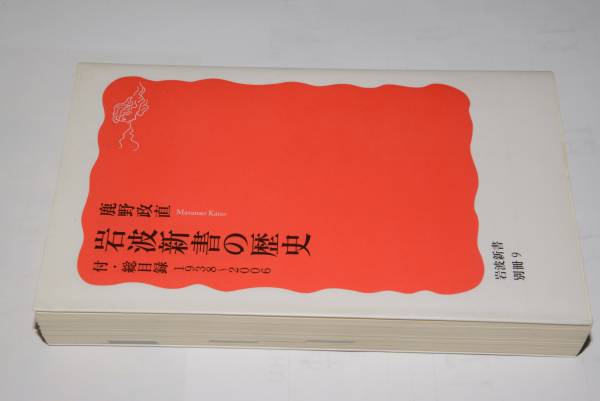 鹿野政直
Masanao Kano
岩波新書の歴史
付・総目録 1938~2006
岩波新書
別冊9